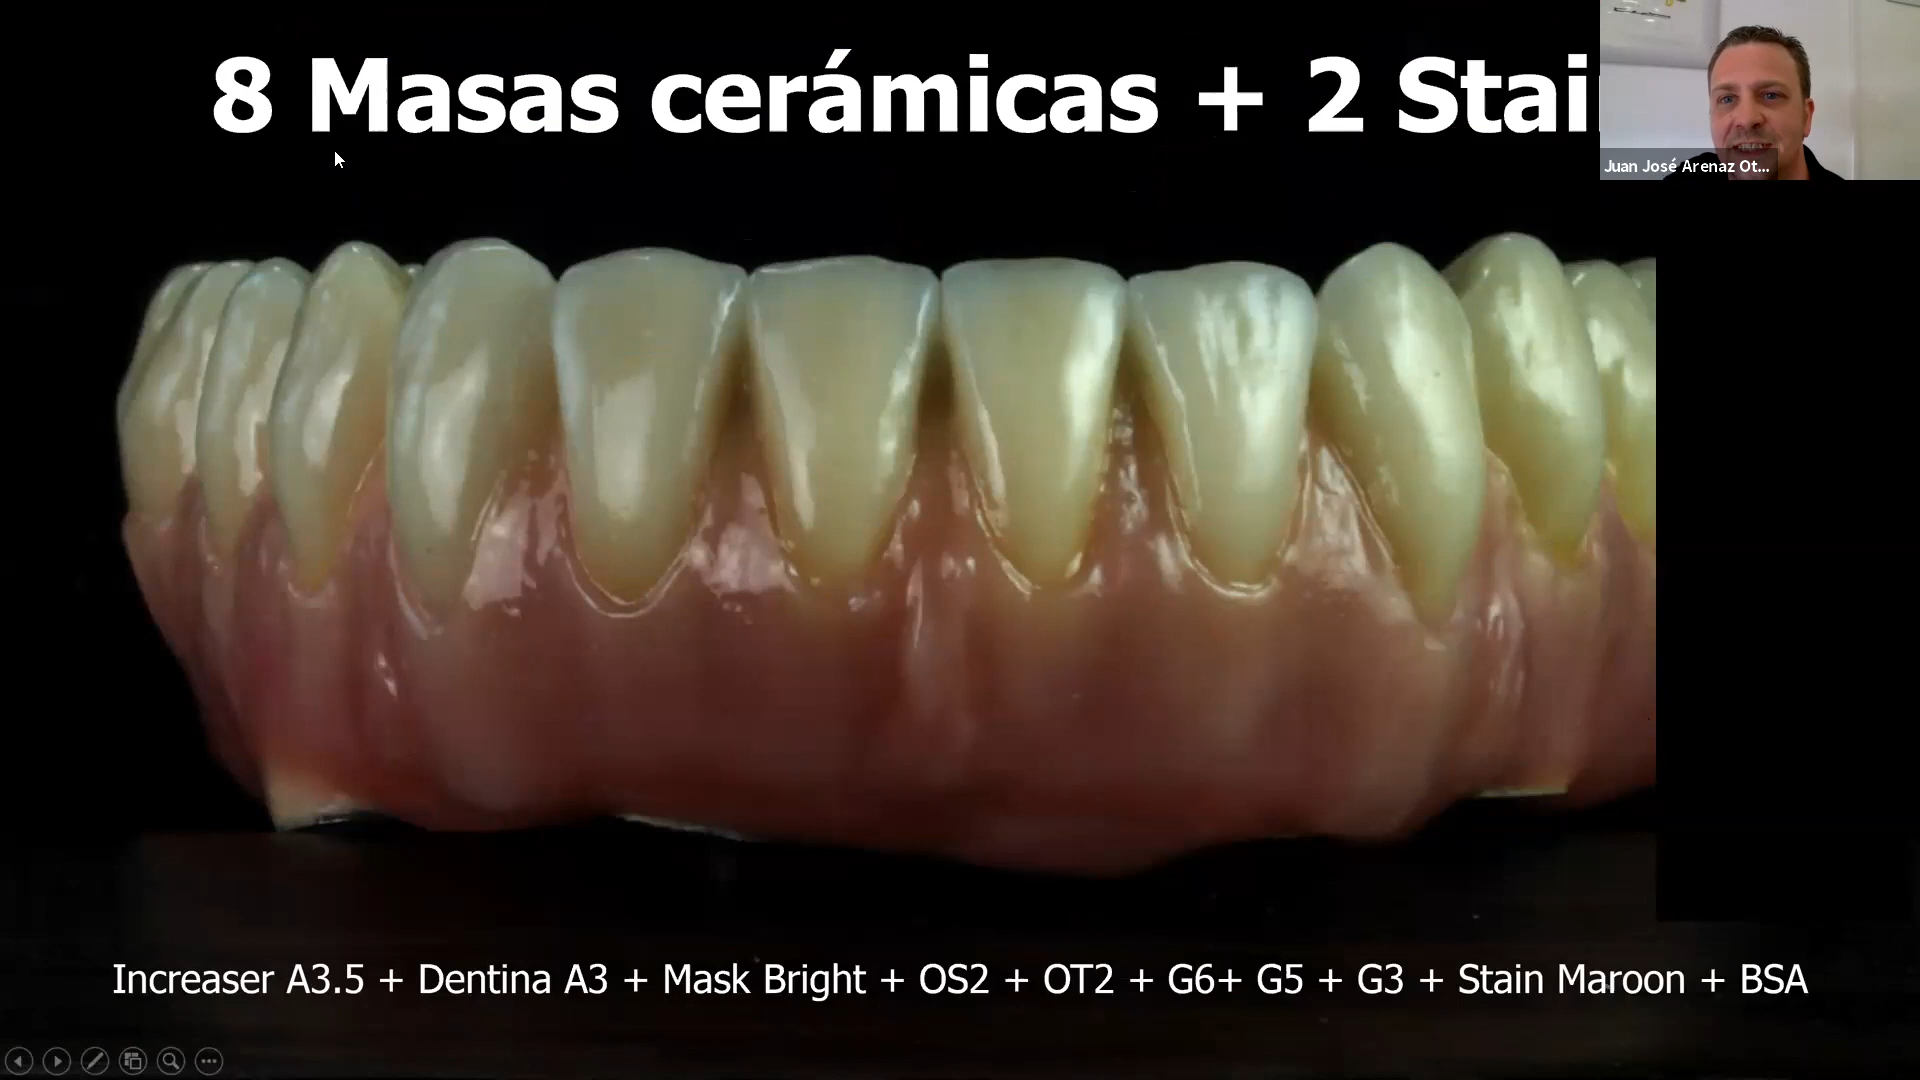 8 Masas cerámicas + 2 Stai
Juan José Arenaz Ot...
Increaser A3.5 + Dentina A3 + Mask Bright + OS2 + OT2 + G6+ G5 + G3 + Stain Maroon + BSA